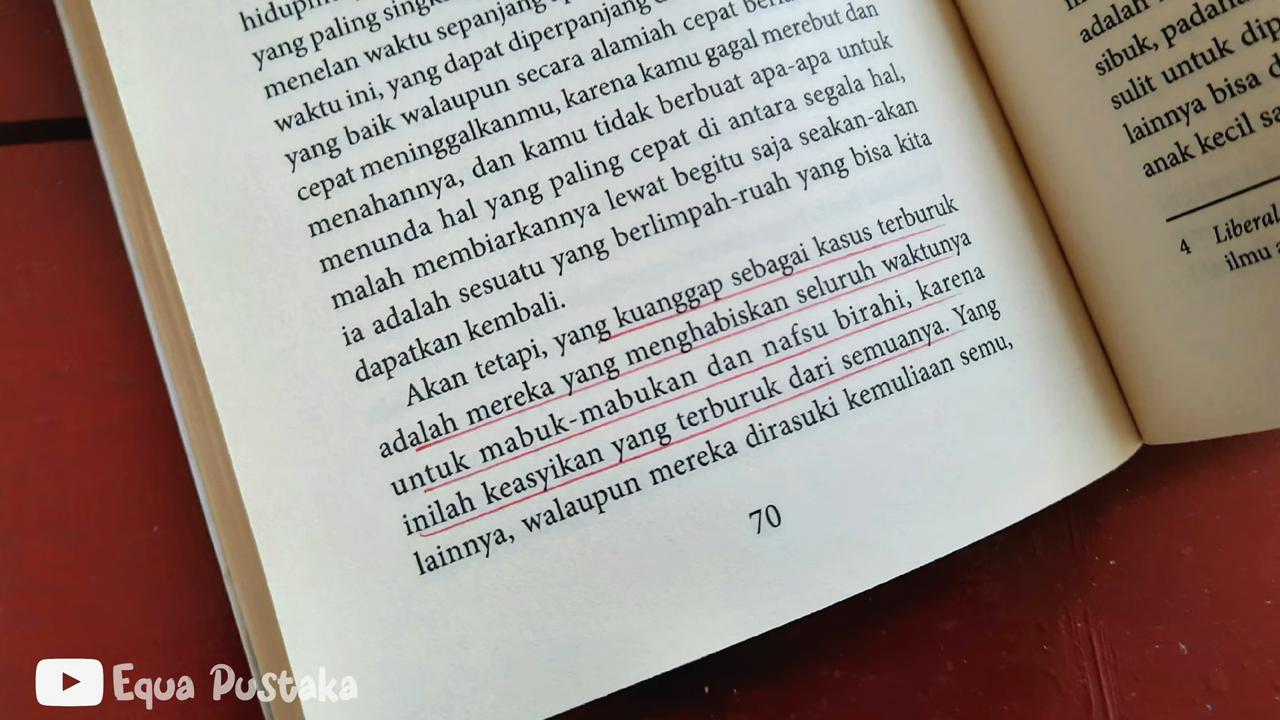 yang paling
menelan waktu sepanjang
waktu ini, yang dapat diperpanjang
yang baik walaupun secara alamiah cepat
cepat meninggalkanmu, karena kamu gagal merebut dan
menahannya, dan kamu tidak berbuat apa-apa untuk
menunda hal yang paling cepat di antara segala hal,
malah membiarkannya lewat begitu saja seakan-akan
ia adalah sesuatu yang berlimpah-ruah yang bisa kita
dapatkan kembali.
Akan tetapi, yang kuanggap sebagai kasus terburuk
adalah mereka yang menghabiskan seluruh waktunya
untuk mabuk-mabukan dan nafsu birahi, karena
inilah keasyikan yang terburuk dari semuanya. Yang
lainnya, walaupun mereka dirasuki kemuliaan semu,
70
adalah
sibuk,
sulit untuk
lainnya bisa
anak kecil
4
ilmu
Equa Pustaka